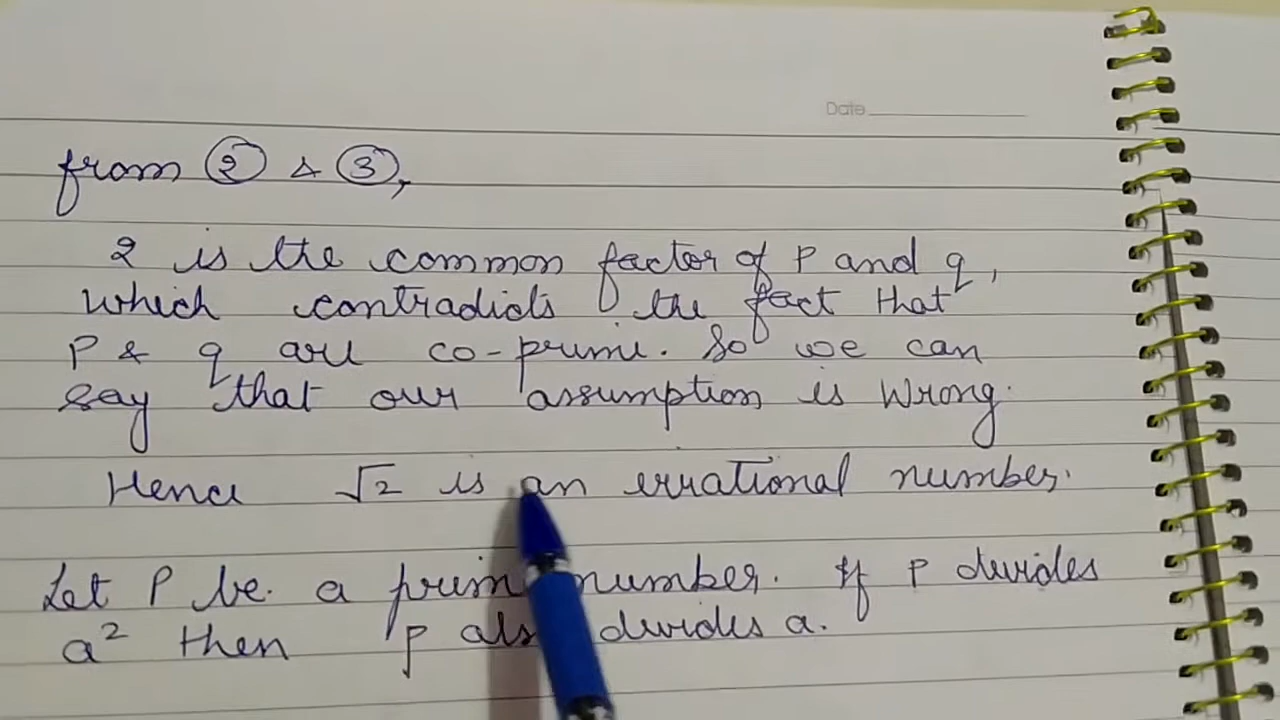 Date
from ② & ③,
2 is the common factor of P and q,
which contradicts the fact that
P & q are co-prime. So we can
say that our assumption is Wrong.
Hence √2 is an irrational number.
Let P be a prime number. If P divides
a² then p also divides a.